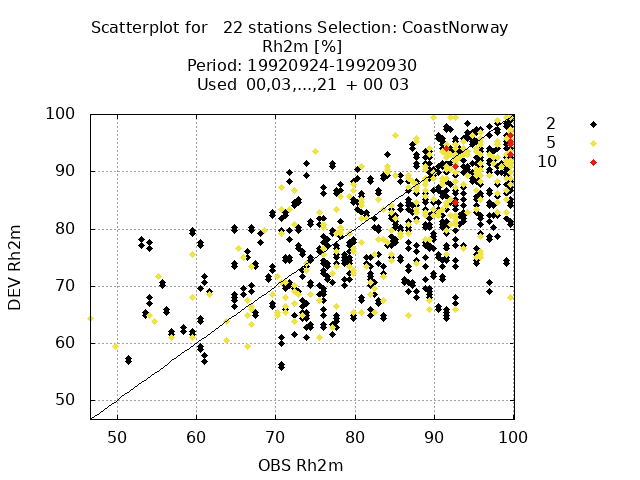 Scatterplot for   22 stations Selection: CoastNorway
Rh2m [%]
Period: 19920924-19920930
Used  00,03,...,21  + 00 03
100
90
80
70
60
50
50 60 70 80 90 100
DEV Rh2m
OBS Rh2m
2
5
10